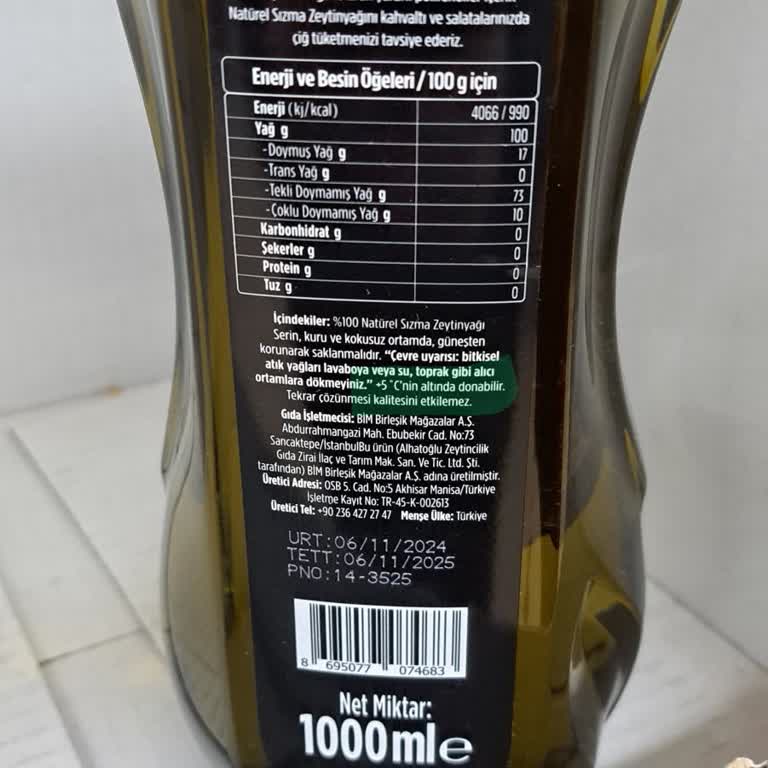 Natürel Sızma Zeytinyağını kahvaltı ve salatalarınızda
çiğ tüketmenizi tavsiye ederiz.
Enerji ve Besin Öğeleri / 100 g için
Enerji (kj/kcal) 4066 / 990
Yağ g 100
-Doymuş Yağ g 17
-Trans Yağ g 0
-Tekli Doymamış Yağ g 73
-Çoklu Doymamış Yağ g 10
Karbonhidrat g 0
Şekerler g 0
Protein g 0
Tuz g 0
İçindekiler: %100 Natürel Sızma Zeytinyağı
Serin, kuru ve kokusuz ortamda, güneşten
korunarak saklanmalıdır. "Çevre uyarısı: bitkisel
atık yağları lavaboya veya su, toprak gibi alıcı
ortamlara dökmeyiniz." +5 °C'nin altında donabilir.
Tekrar çözünmesi kalitesini etkilemez.
Gıda İşletmecisi: BİM Birleşik Mağazalar A.Ş.
Abdurrahmangazi Mah. Ebubekir Cad. No:73
Sancaktepe/İstanbulBu ürün (Alhatoğlu Zeytincilik
Gıda Zirai İlaç ve Tarım Mak. San. Ve Tic. Ltd. Şti.
tarafından) BİM Birleşik Mağazalar A.Ş. adına üretilmiştir.
Üretici Adresi: OSB 5. Cad. No:5 Akhisar Manisa/Türkiye
İşletme Kayıt No: TR-45-K-002613
Üretici Tel: +90 236 427 27 47 Menşe Ülke: Türkiye
URT:06/11/2024
TETT:06/11/2025
PNO:14-3525
8 695077 074683
Net Miktar:
1000 ml e